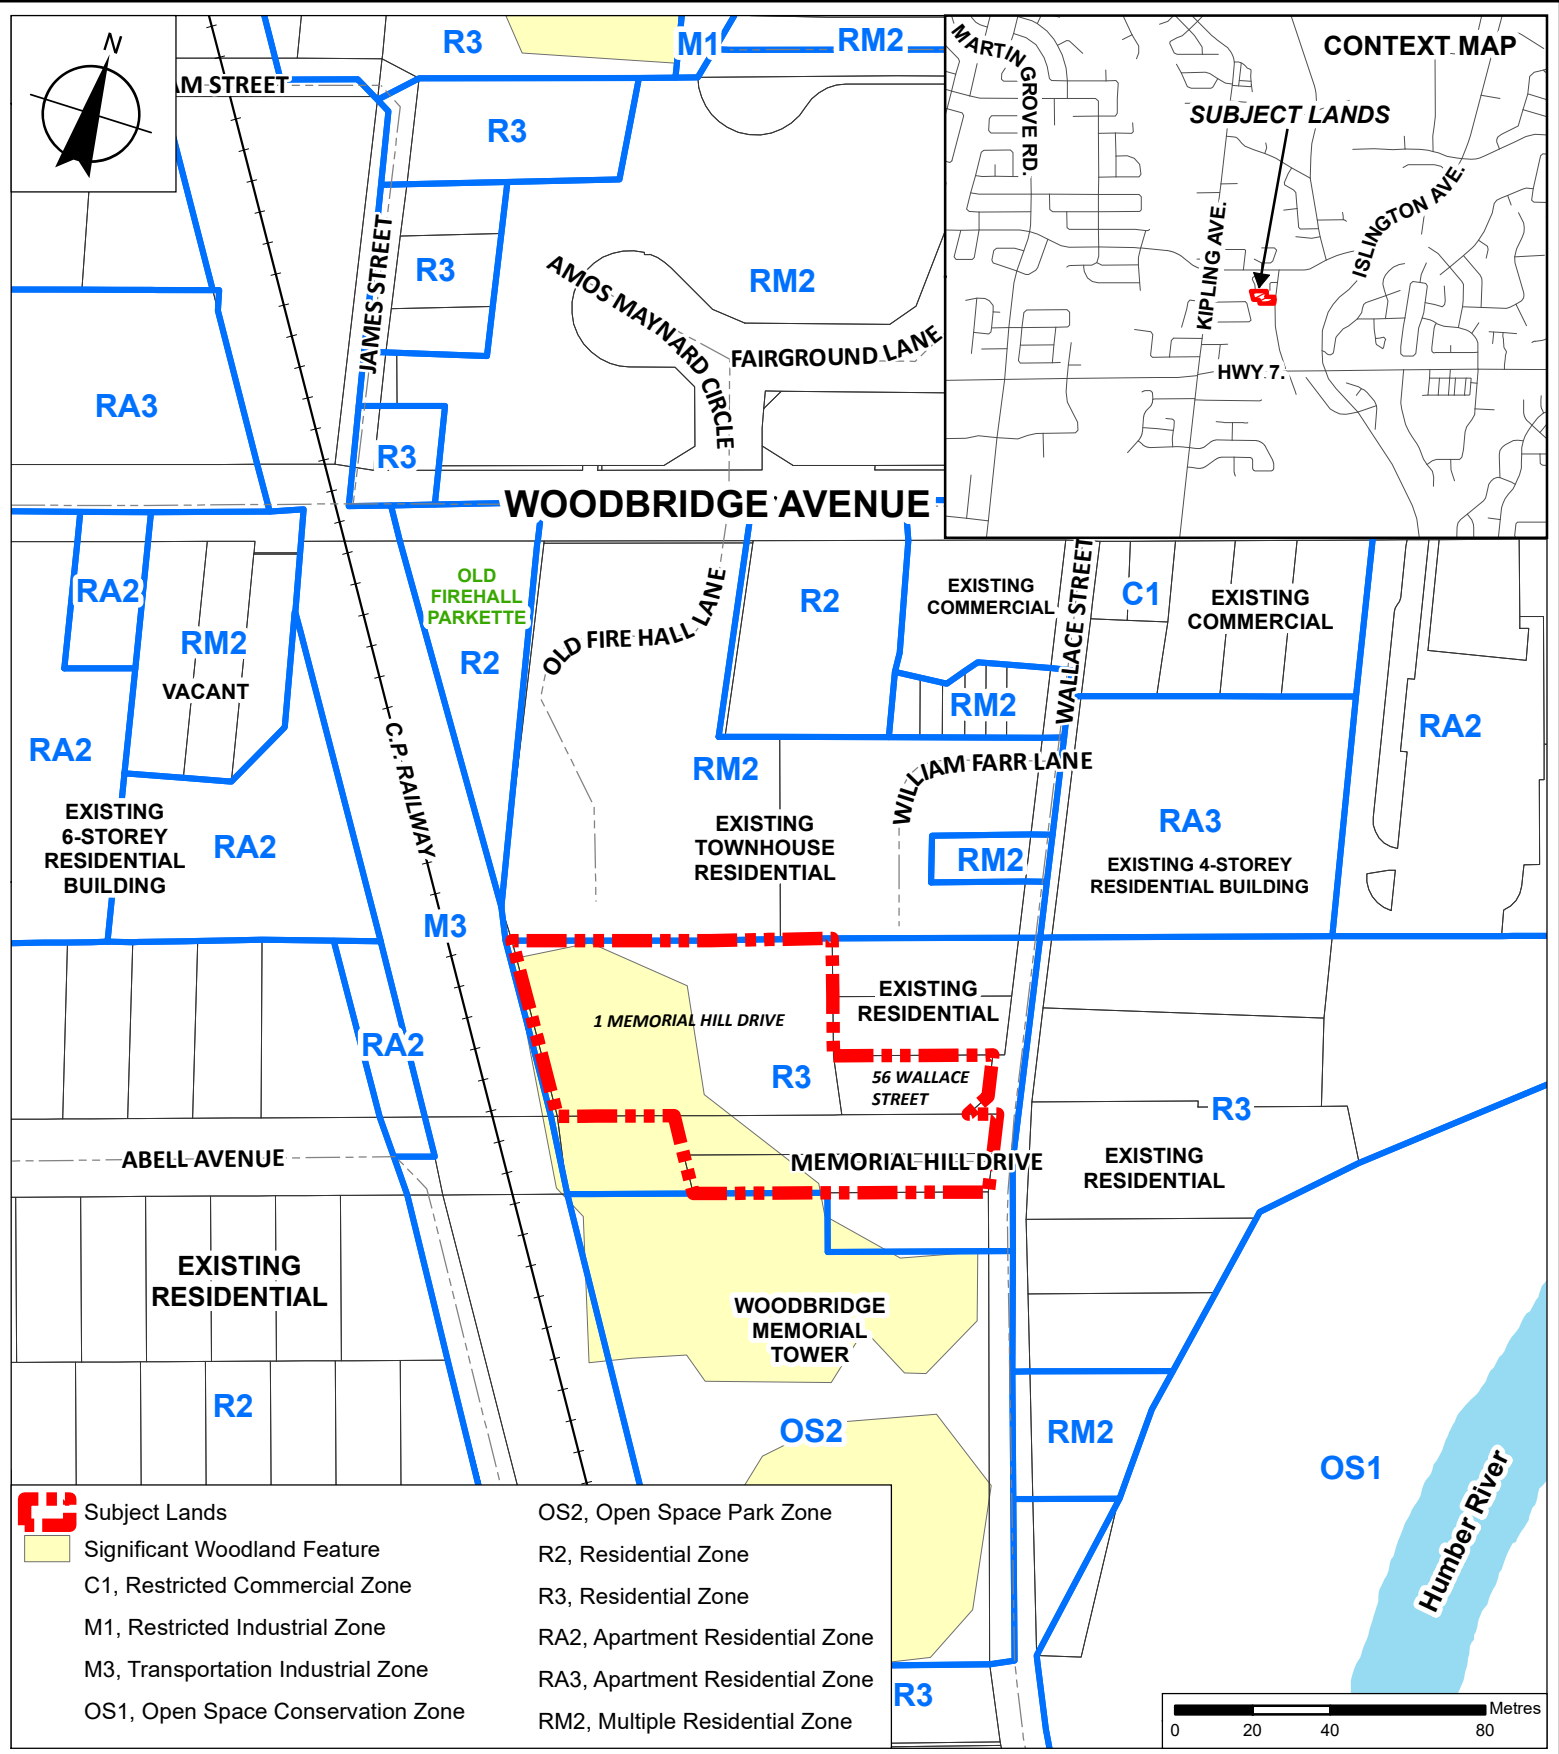 N
R3
M1
RM2
AM STREET
R3
JAMES STREET
R3
AMOS MAYNARD CIRCLE
RM2
FAIRGROUND LANE
RA3
R3
CONTEXT MAP
MARTIN GROVE RD.
SUBJECT LANDS
KIPLING AVE.
ISLINGTON AVE.
HWY 7.
WOODBRIDGE AVENUE
RA2
RM2
VACANT
RA2
OLD
FIREHALL
PARKETTE
R2
OLD FIRE HALL LANE
R2
EXISTING
COMMERCIAL
WALLACE STREET
C1
EXISTING
COMMERCIAL
RM2
RA2
C.P. RAILWAY
RM2
WILLIAM FARR LANE
EXISTING
6-STOREY
RESIDENTIAL
BUILDING
RA2
EXISTING
TOWNHOUSE
RESIDENTIAL
RM2
RA3
EXISTING 4-STOREY
RESIDENTIAL BUILDING
M3
1 MEMORIAL HILL DRIVE
EXISTING
RESIDENTIAL
RA2
R3
56 WALLACE
STREET
R3
ABELL AVENUE
MEMORIAL HILL DRIVE
EXISTING
RESIDENTIAL
EXISTING
RESIDENTIAL
WOODBRIDGE
MEMORIAL
TOWER
R2
OS2
RM2
OS1
Humber River
R3
Subject Lands
Significant Woodland Feature
C1, Restricted Commercial Zone
M1, Restricted Industrial Zone
M3, Transportation Industrial Zone
OS1, Open Space Conservation Zone
OS2, Open Space Park Zone
R2, Residential Zone
R3, Residential Zone
RA2, Apartment Residential Zone
RA3, Apartment Residential Zone
RM2, Multiple Residential Zone
Metres
0 20 40 80